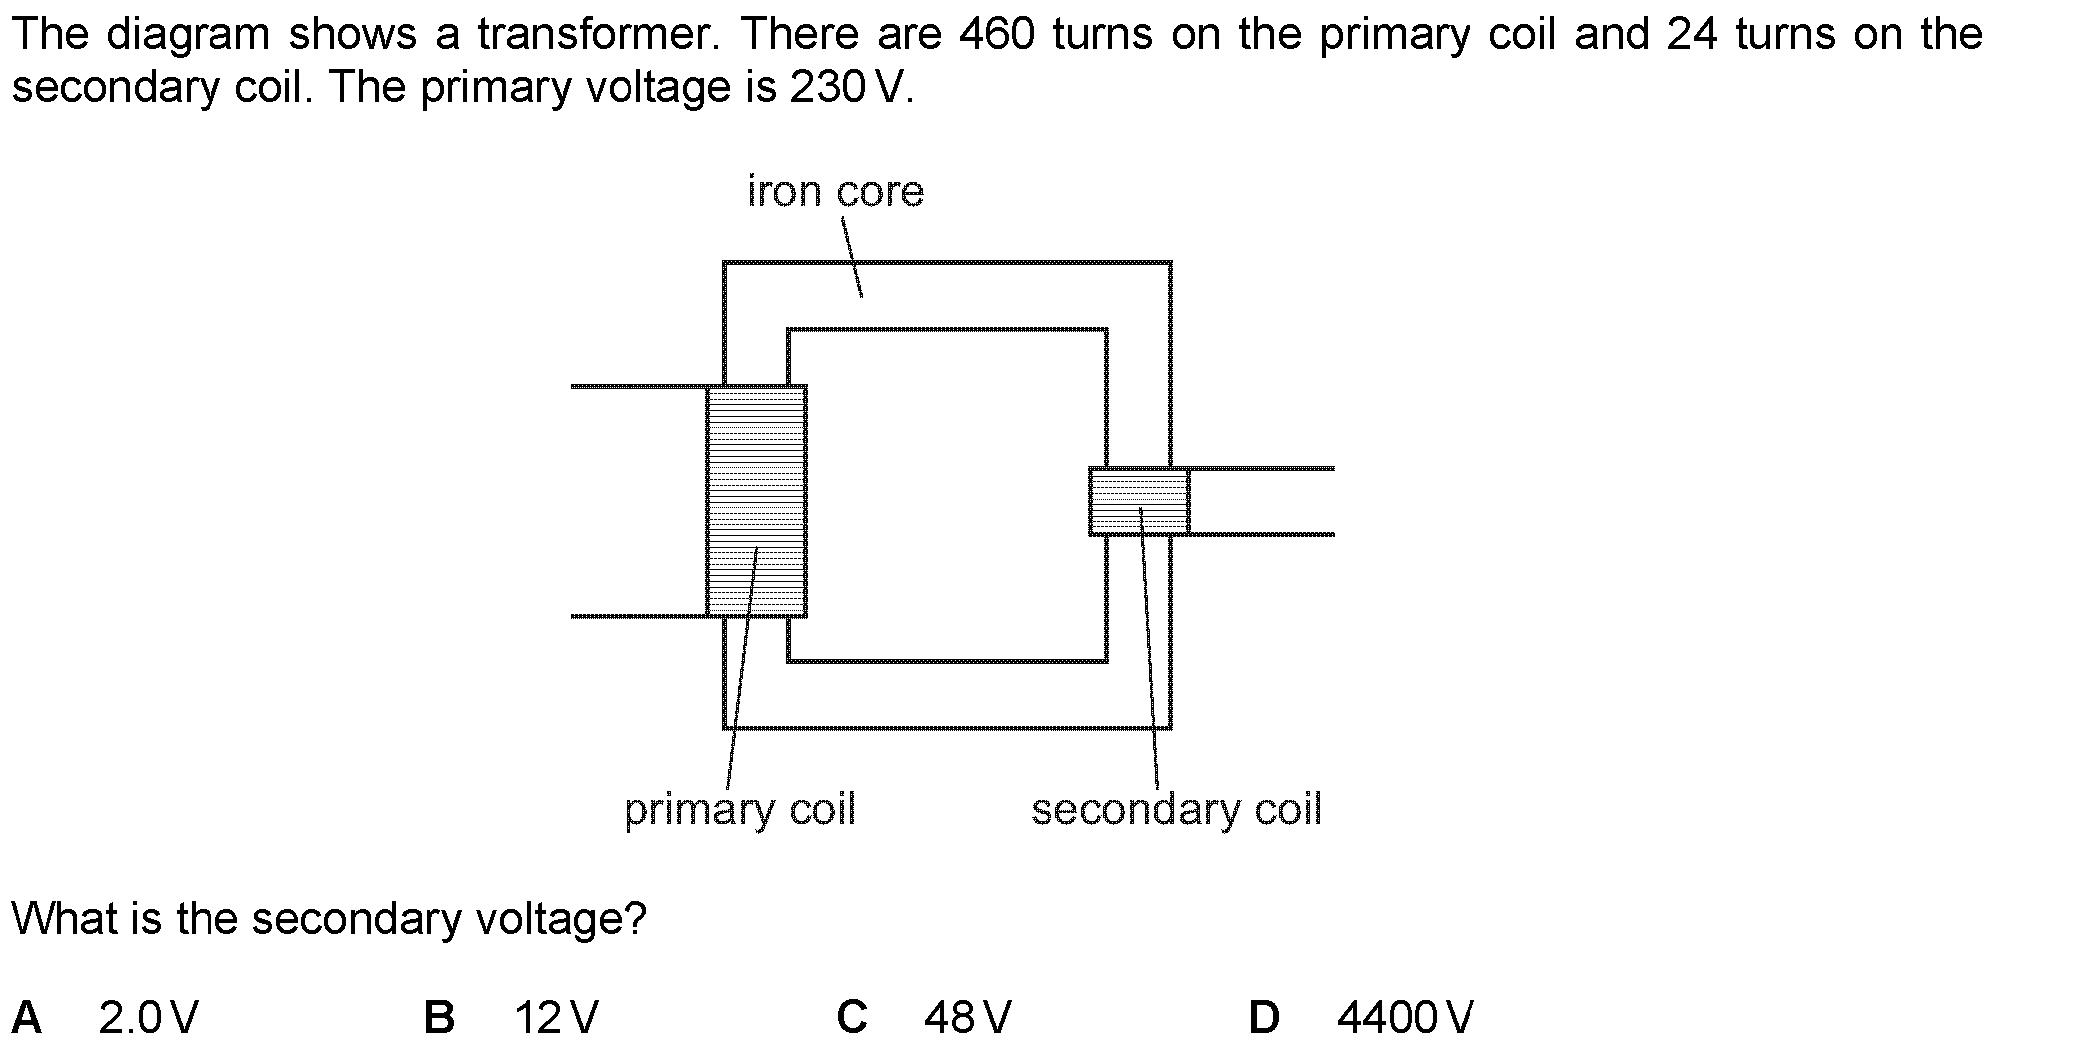 The diagram shows a transformer. There are 460 turns on the primary coil and 24 turns on the
secondary coil. The primary voltage is 230 V.
iron core
primary coil
secondary coil
What is the secondary voltage?
A 2.0 V B 12 V C 48 V D 4400 V